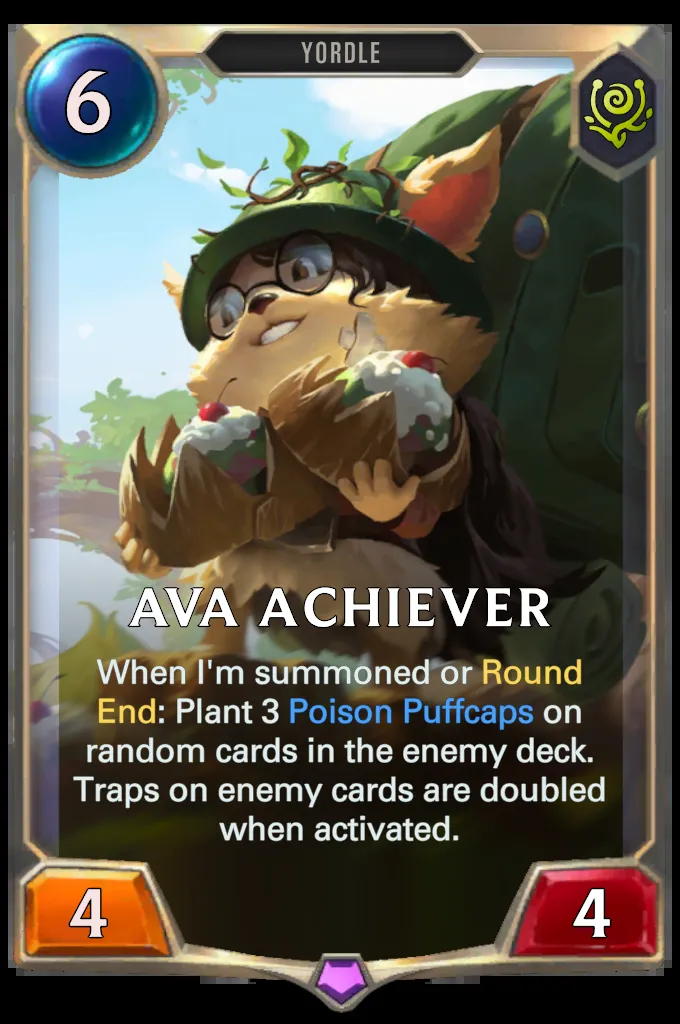 YORDLE
6
AVA ACHIEVER
When I'm summoned or Round
End: Plant 3 Poison Puffcaps on
random cards in the enemy deck.
Traps on enemy cards are doubled
when activated.
4
4